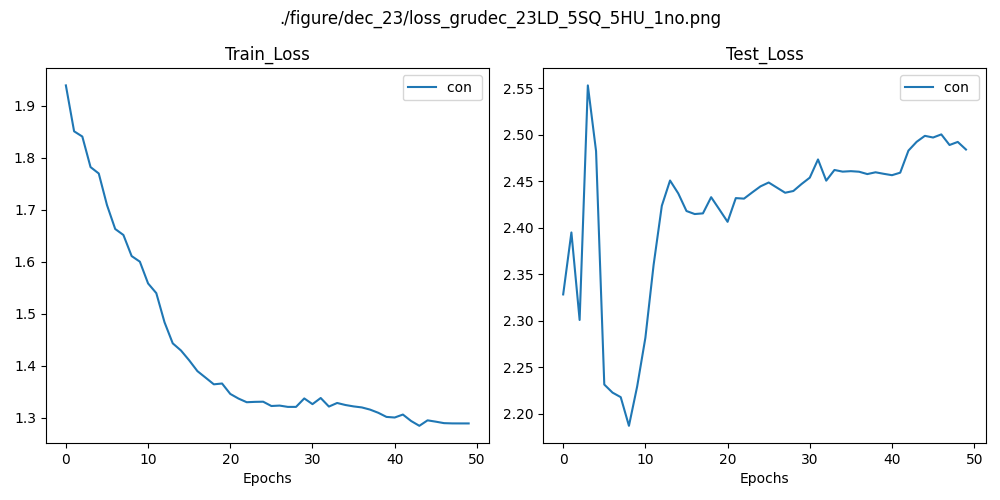 ./figure/dec_23/loss_grudec_23LD_5SQ_5HU_1no.png
Train_Loss
con
1.9
1.8
1.7
1.6
1.5
1.4
1.3
0 10 20 30 40 50
Epochs
Test_Loss
con
2.55
2.50
2.45
2.40
2.35
2.30
2.25
2.20
0 10 20 30 40 50
Epochs